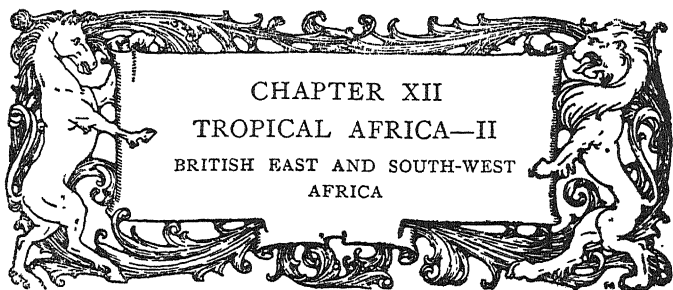 CHAPTER XII
TROPICAL AFRICA—II
BRITISH EAST AND SOUTH-WEST
AFRICA